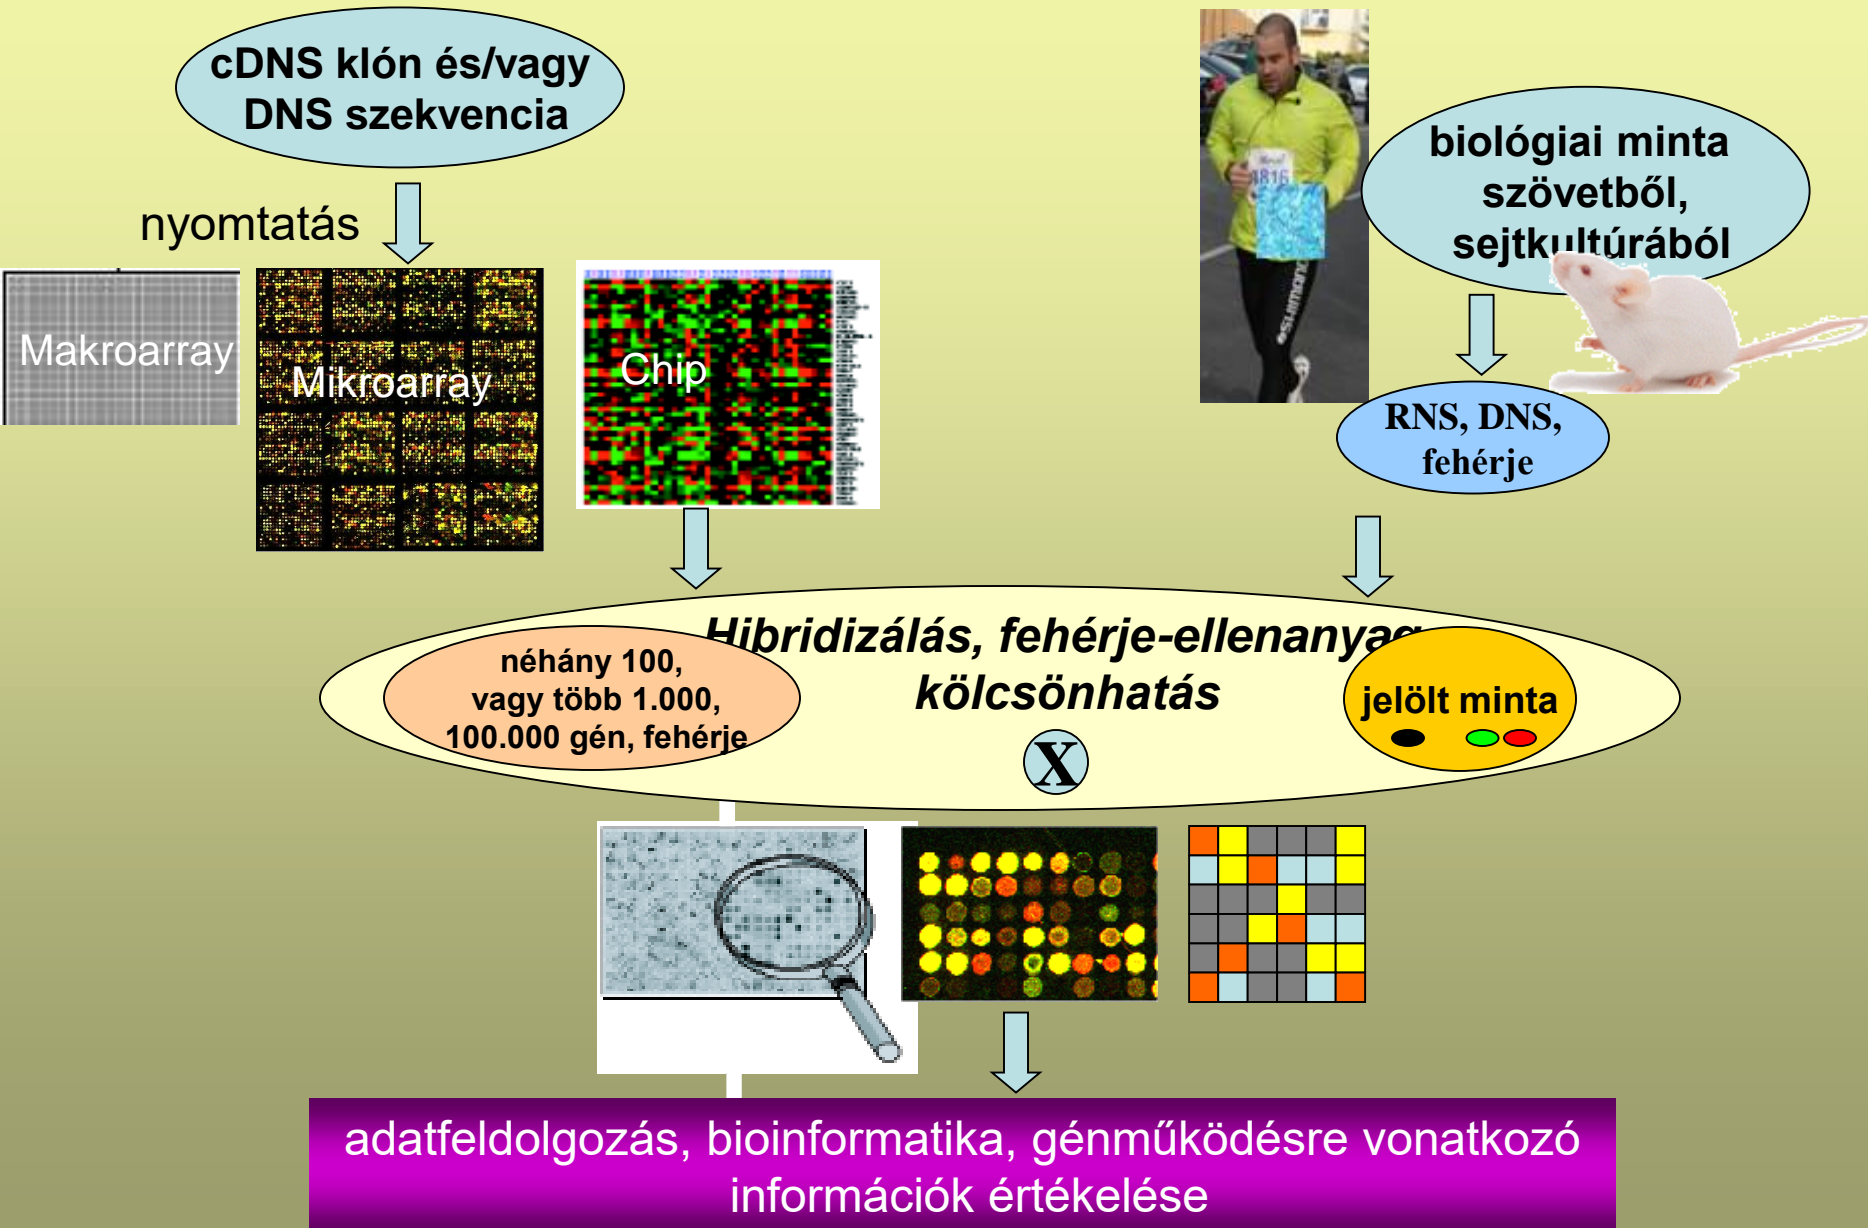 cDNS klón és/vagy
DNS szekvencia
nyomtatás
Makroarray
Mikroarray
Chip
4816
biológiai minta
szövetből,
sejtkultúrából
RNS, DNS,
fehérje
Hibridizálás, fehérje-ellenanyag
kölcsönhatás
néhány 100,
vagy több 1.000,
100.000 gén, fehérje
X
jelölt minta
adatfeldolgozás, bioinformatika, génműködésre vonatkozó
információk értékelése